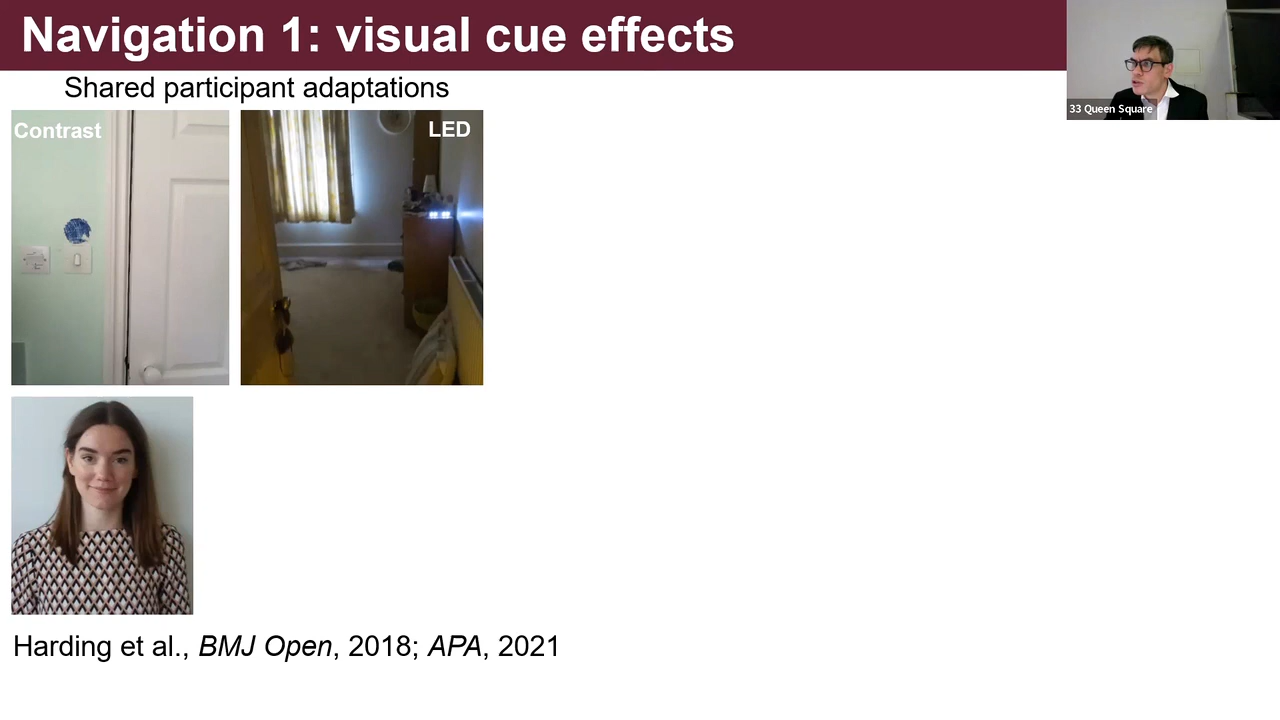 Navigation 1: visual cue effects
Shared participant adaptations
Contrast
LED
33 Queen Square
Harding et al., BMJ Open, 2018; APA, 2021